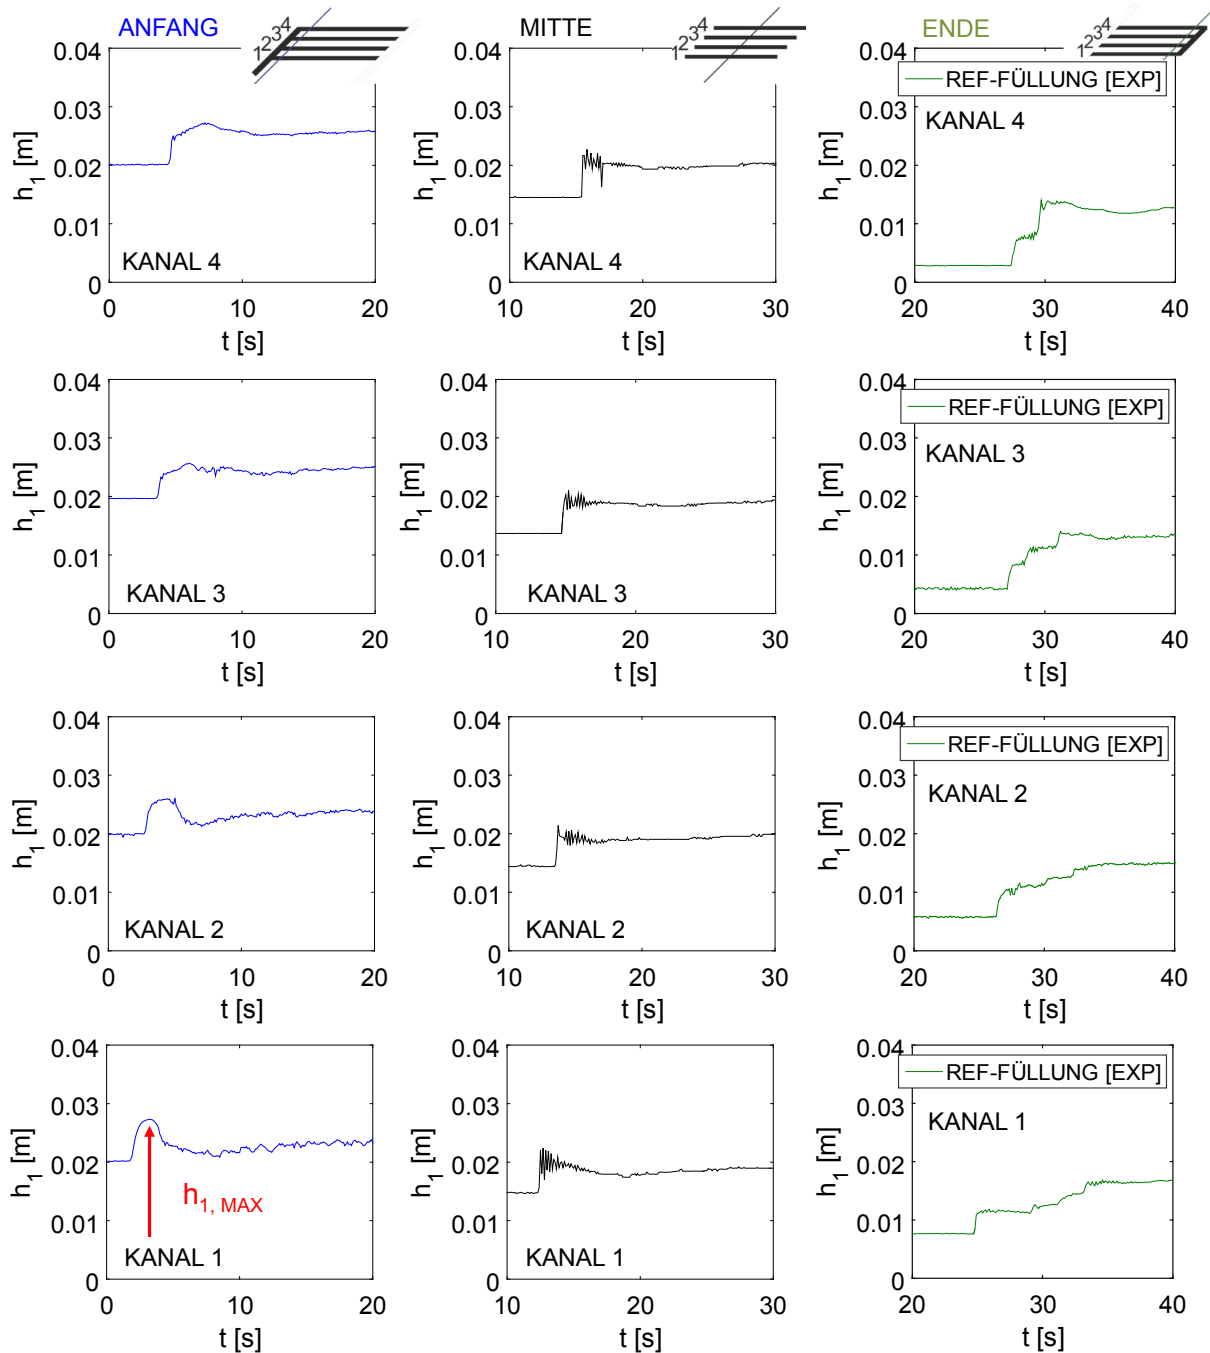 ANFANG
1234
MITTE
1234
ENDE
1234
0.04
0.03
0.02
0.01
0
h1 [m]
KANAL 4
0 10 20
t [s]
0.04
0.03
0.02
0.01
0
h1 [m]
KANAL 4
10 20 30
t [s]
0.04
0.03
0.02
0.01
0
h1 [m]
REF-FÜLLUNG [EXP]
KANAL 4
20 30 40
t [s]
0.04
0.03
0.02
0.01
0
h1 [m]
KANAL 3
0 10 20
t [s]
0.04
0.03
0.02
0.01
0
h1 [m]
KANAL 3
10 20 30
t [s]
0.04
0.03
0.02
0.01
0
h1 [m]
REF-FÜLLUNG [EXP]
KANAL 3
20 30 40
t [s]
0.04
0.03
0.02
0.01
0
h1 [m]
KANAL 2
0 10 20
t [s]
0.04
0.03
0.02
0.01
0
h1 [m]
KANAL 2
10 20 30
t [s]
0.04
0.03
0.02
0.01
0
h1 [m]
REF-FÜLLUNG [EXP]
KANAL 2
20 30 40
t [s]
0.04
0.03
0.02
0.01
0
h1 [m]
h1, MAX
KANAL 1
0 10 20
t [s]
0.04
0.03
0.02
0.01
0
h1 [m]
KANAL 1
10 20 30
t [s]
0.04
0.03
0.02
0.01
0
h1 [m]
REF-FÜLLUNG [EXP]
KANAL 1
20 30 40
t [s]